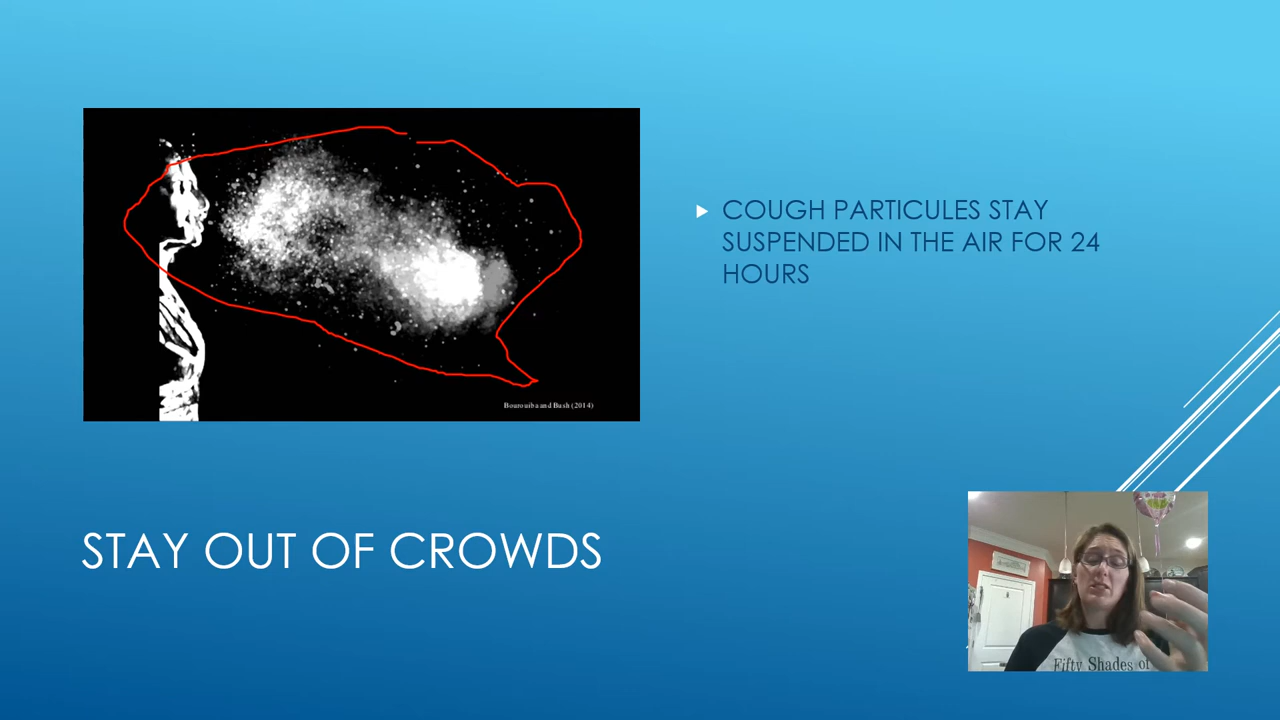 Bourouiba and Bush (2014)
COUGH PARTICULES STAY
SUSPENDED IN THE AIR FOR 24
HOURS
STAY OUT OF CROWDS
Fifty Shades of